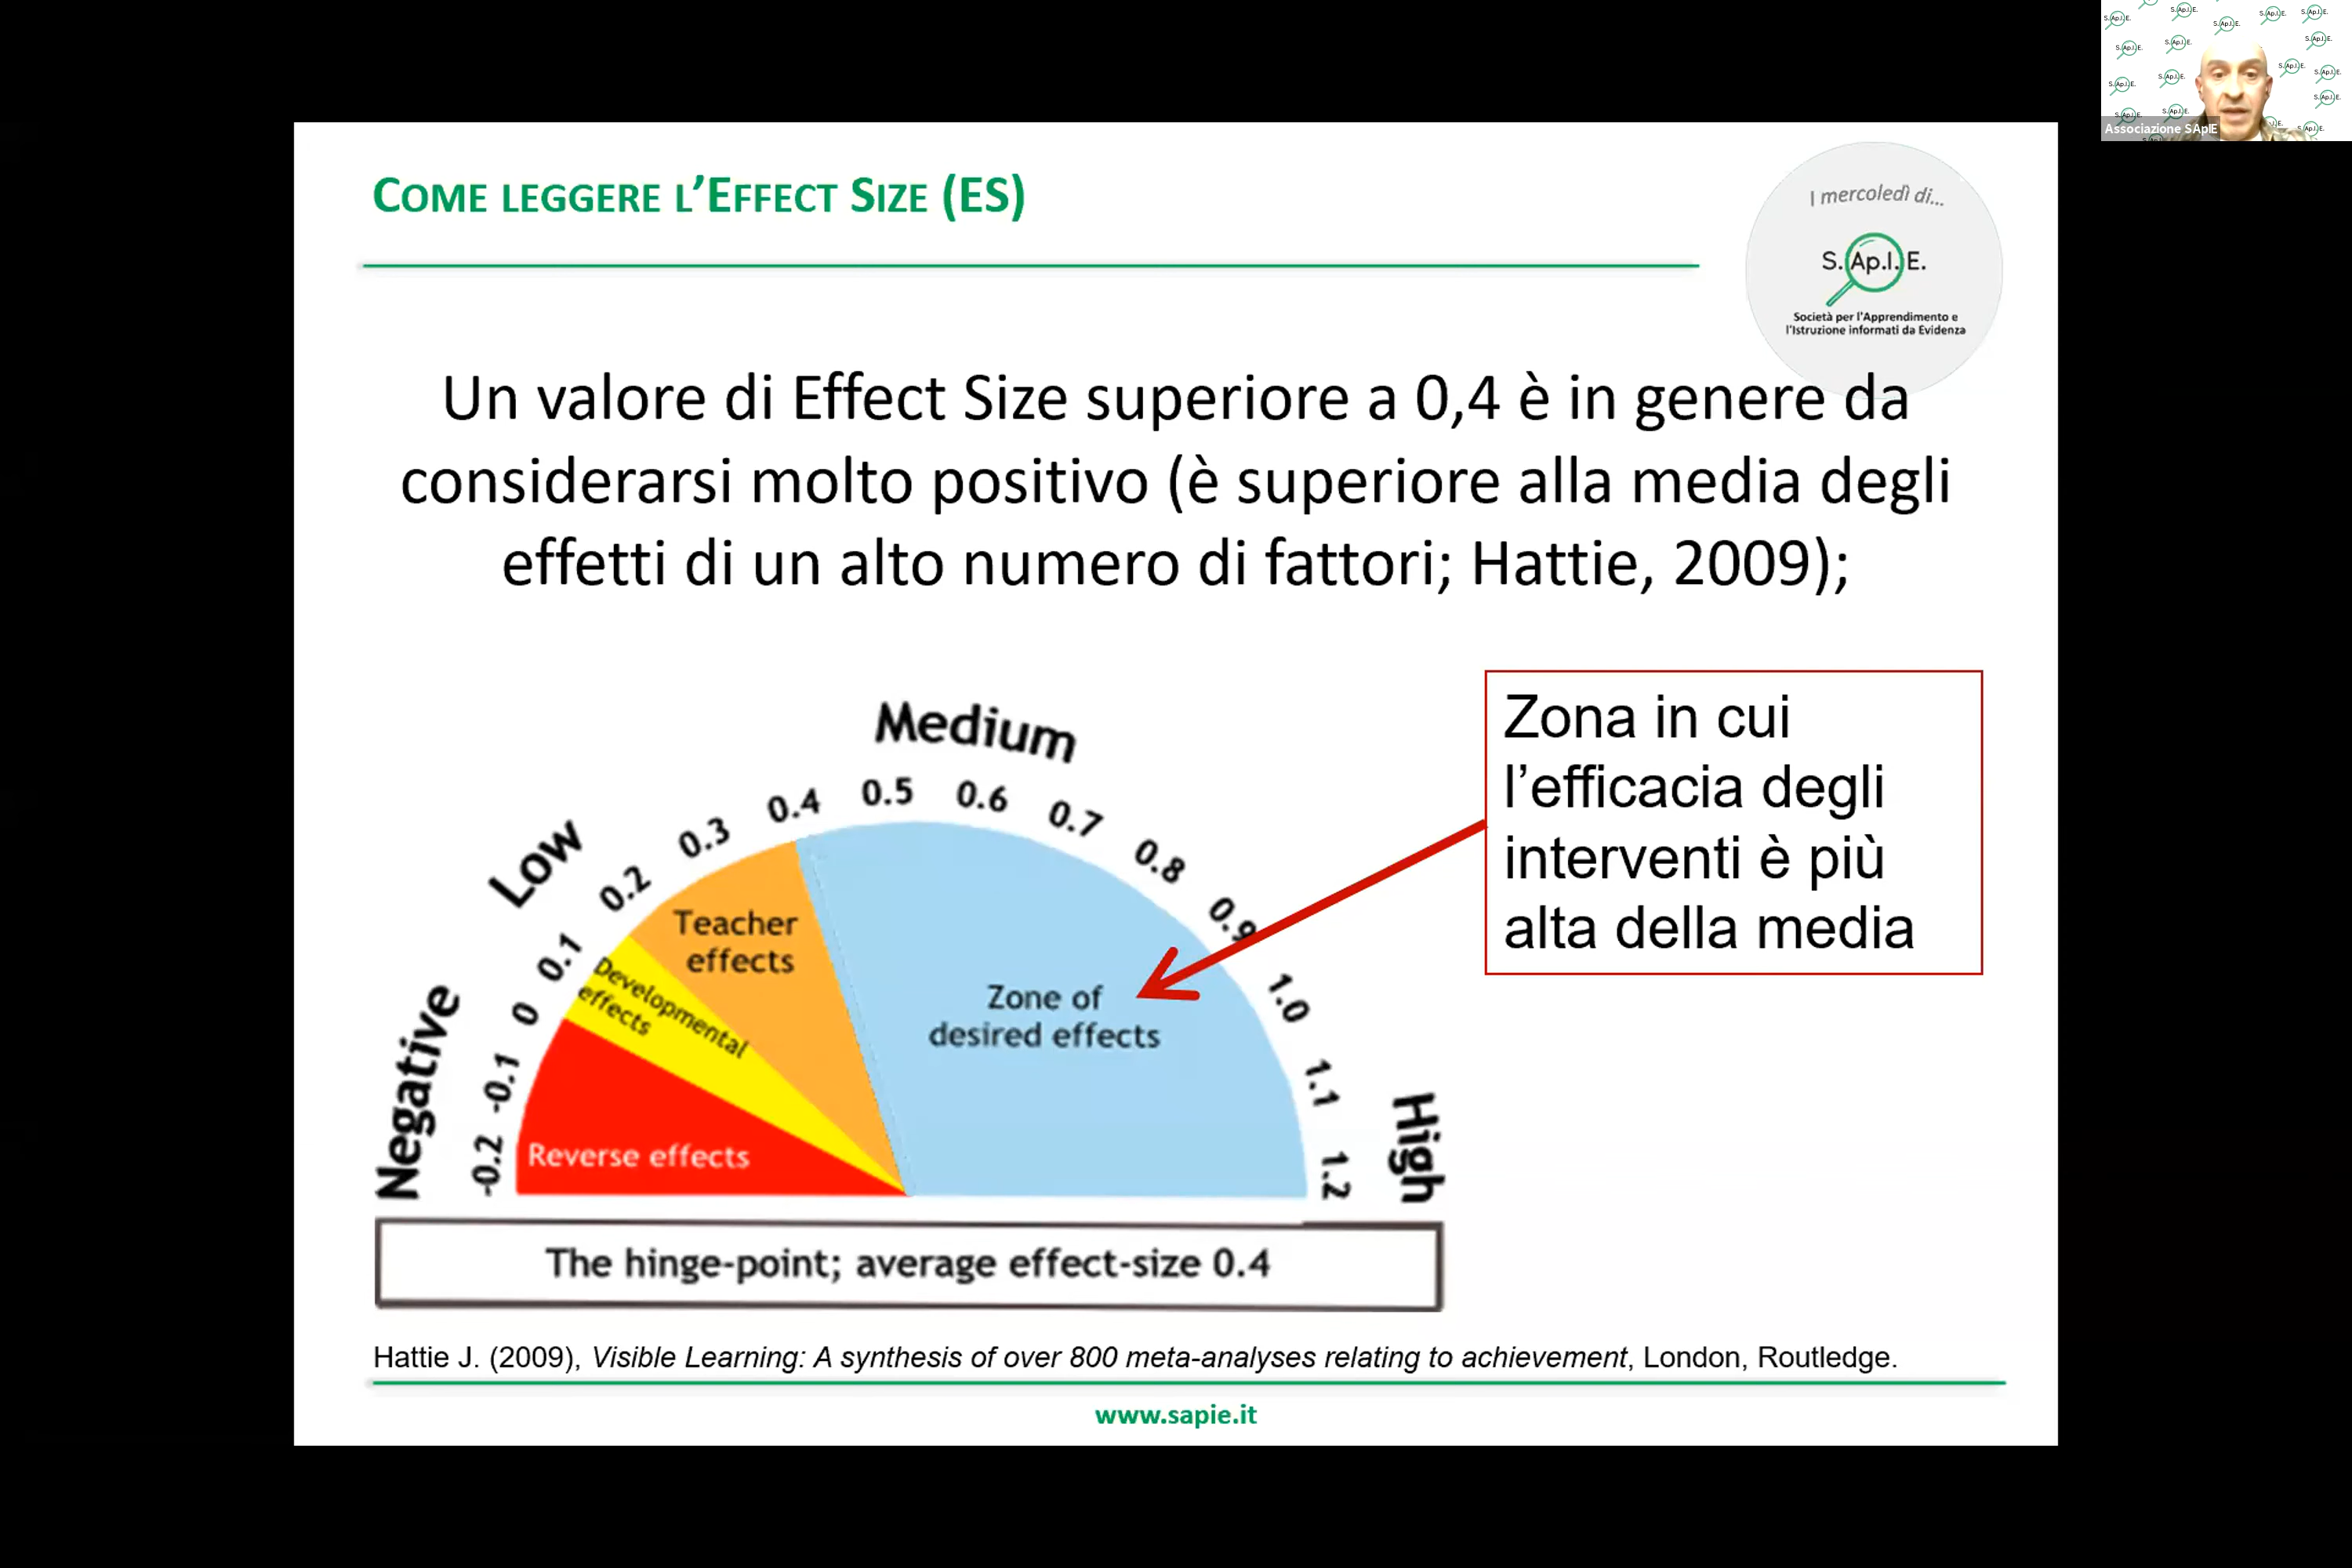 Associazione SApIE
COME LEGGERE L’EFFECT SIZE (ES)
I mercoledì di...
S.Ap.I.E.
Società per l'Apprendimento e
l'Istruzione informati da Evidenza
Un valore di Effect Size superiore a 0,4 è in genere da
considerarsi molto positivo (è superiore alla media degli
effetti di un alto numero di fattori; Hattie, 2009);
Negative
Low
Medium
High
-0.2
-0.1
0
0.1
0.2
0.3
0.4
0.5
0.6
0.7
0.8
0.9
1.0
1.1
1.2
Reverse effects
Developmental
effects
Teacher
effects
Zone of
desired effects
Zona in cui
l’efficacia degli
interventi è più
alta della media
The hinge-point; average effect-size 0.4
Hattie J. (2009), Visible Learning: A synthesis of over 800 meta-analyses relating to achievement, London, Routledge.
www.sapie.it